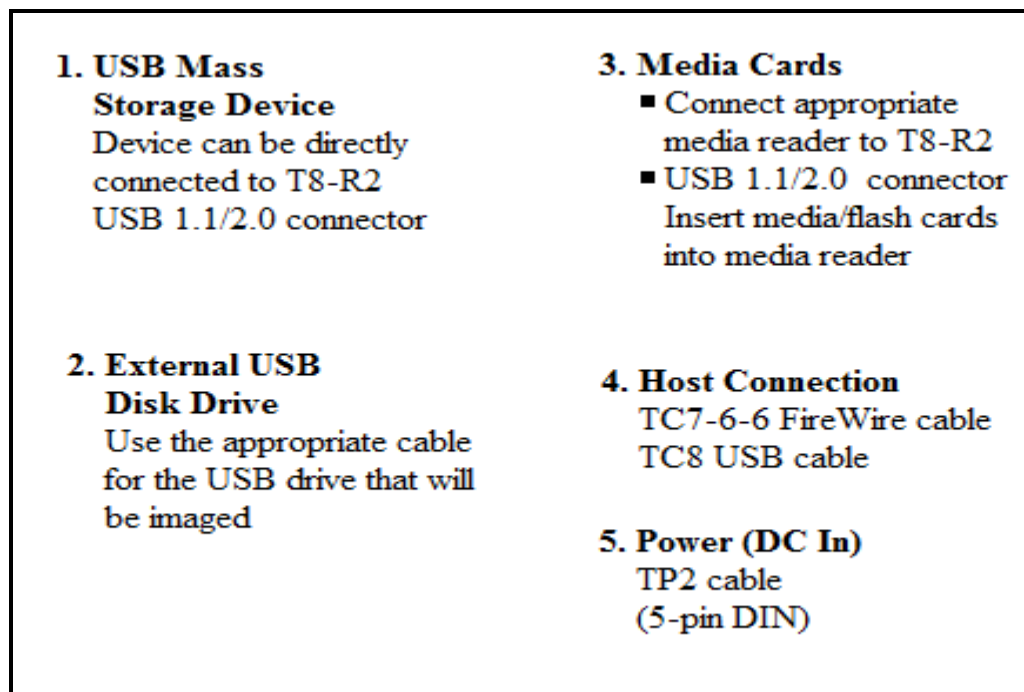 1. USB Mass
Storage Device
Device can be directly
connected to T8-R2
USB 1.1/2.0 connector
2. External USB
Disk Drive
Use the appropriate cable
for the USB drive that will
be imaged
3. Media Cards
▪ Connect appropriate
media reader to T8-R2
▪ USB 1.1/2.0 connector
Insert media/flash cards
into media reader
4. Host Connection
TC7-6-6 FireWire cable
TC8 USB cable
5. Power (DC In)
TP2 cable
(5-pin DIN)